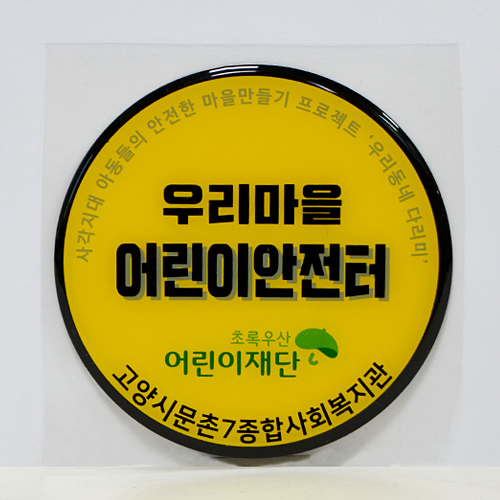 사각지대 아동들의 안전한 마을만들기 프로젝트 '우리동네 다리미'
우리마을
어린이안전터
초록우산
어린이재단
고양시문촌7종합사회복지관